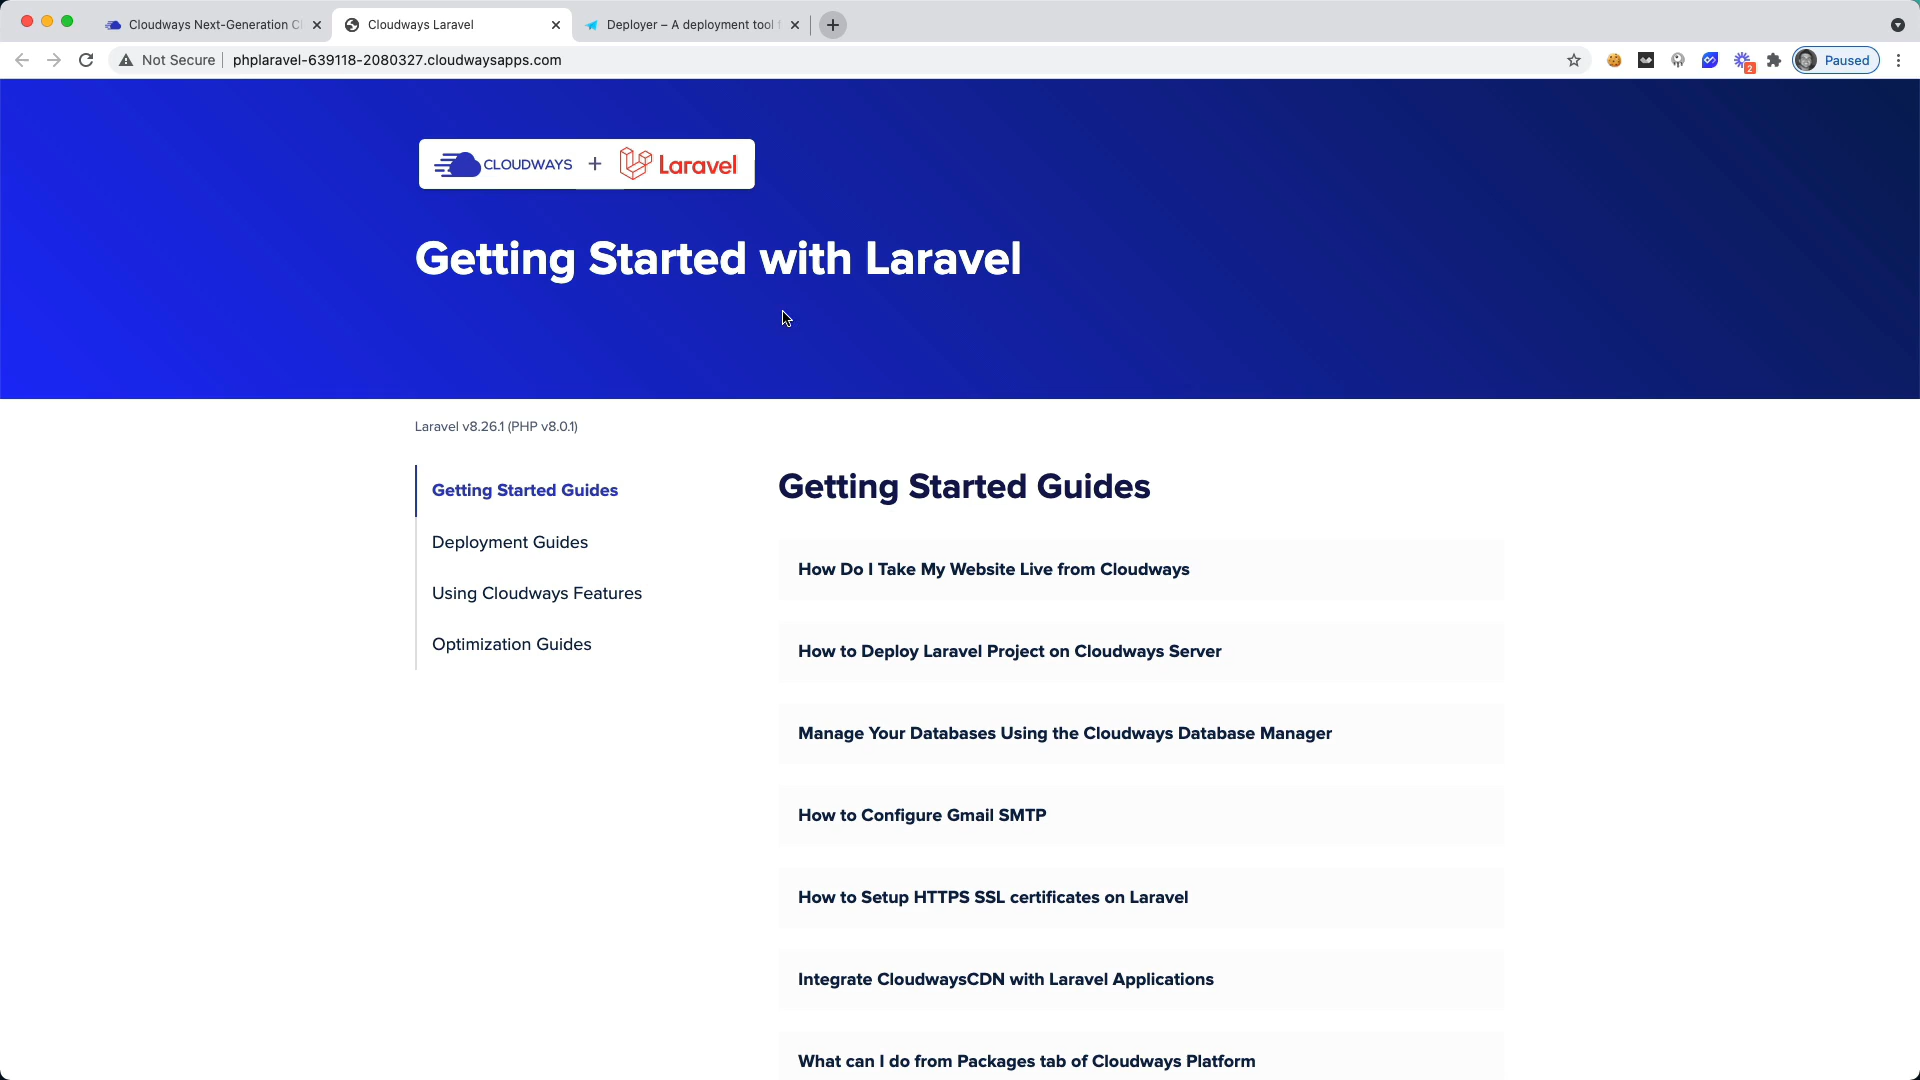 Cloudways Next-Generation Cl
Cloudways Laravel
Deployer – A deployment tool f
Not Secure
phplaravel-639118-2080327.cloudwaysapps.com
2
Paused
CLOUDWAYS + Laravel
Getting Started with Laravel
Laravel v8.26.1 (PHP v8.0.1)
Getting Started Guides
Deployment Guides
Using Cloudways Features
Optimization Guides
Getting Started Guides
How Do I Take My Website Live from Cloudways
How to Deploy Laravel Project on Cloudways Server
Manage Your Databases Using the Cloudways Database Manager
How to Configure Gmail SMTP
How to Setup HTTPS SSL certificates on Laravel
Integrate CloudwaysCDN with Laravel Applications
What can I do from Packages tab of Cloudways Platform